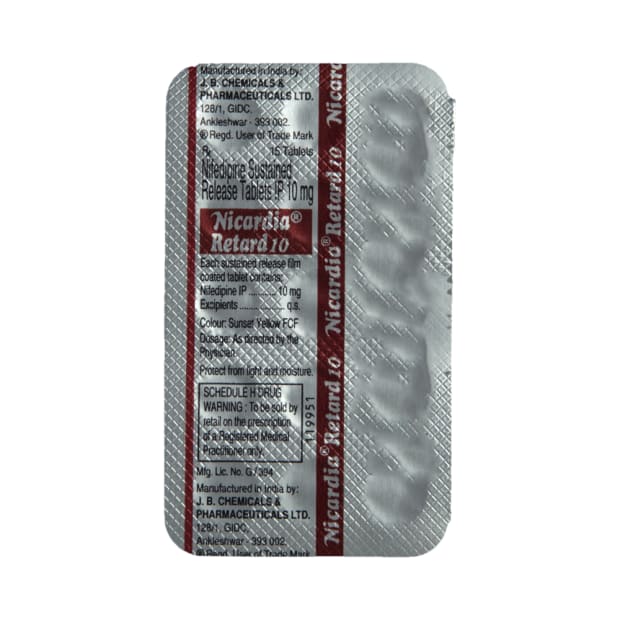 Manufactured in India by:
J. B. CHEMICALS &
PHARMACEUTICALS LTD.
128/1, GIDC,
Ankleshwar - 393 002.
® Regd. User of Trade Mark
Rx 15 Tablets
Nifedipine Sustained
Release Tablets IP 10 mg
Nicardia®
Retard 10
Each sustained release film
coated tablet contains:
Nifedipine IP ........... 10 mg
Excipients ................ q.s.
Colour: Sunset Yellow FCF
Dosage: As directed by the
Physician.
Protect from light and moisture.
SCHEDULE H DRUG
WARNING : To be sold by
retail on the prescription
of a Registered Medical
Practitioner only.
Mfg. Lic. No. G/394
Manufactured in India by:
J. B. CHEMICALS &
PHARMACEUTICALS LTD.
128/1, GIDC,
Ankleshwar - 393 002.
® Regd. User of Trade Mark
119951
Nicardia® Retard 10
Nicardia® Retard 10